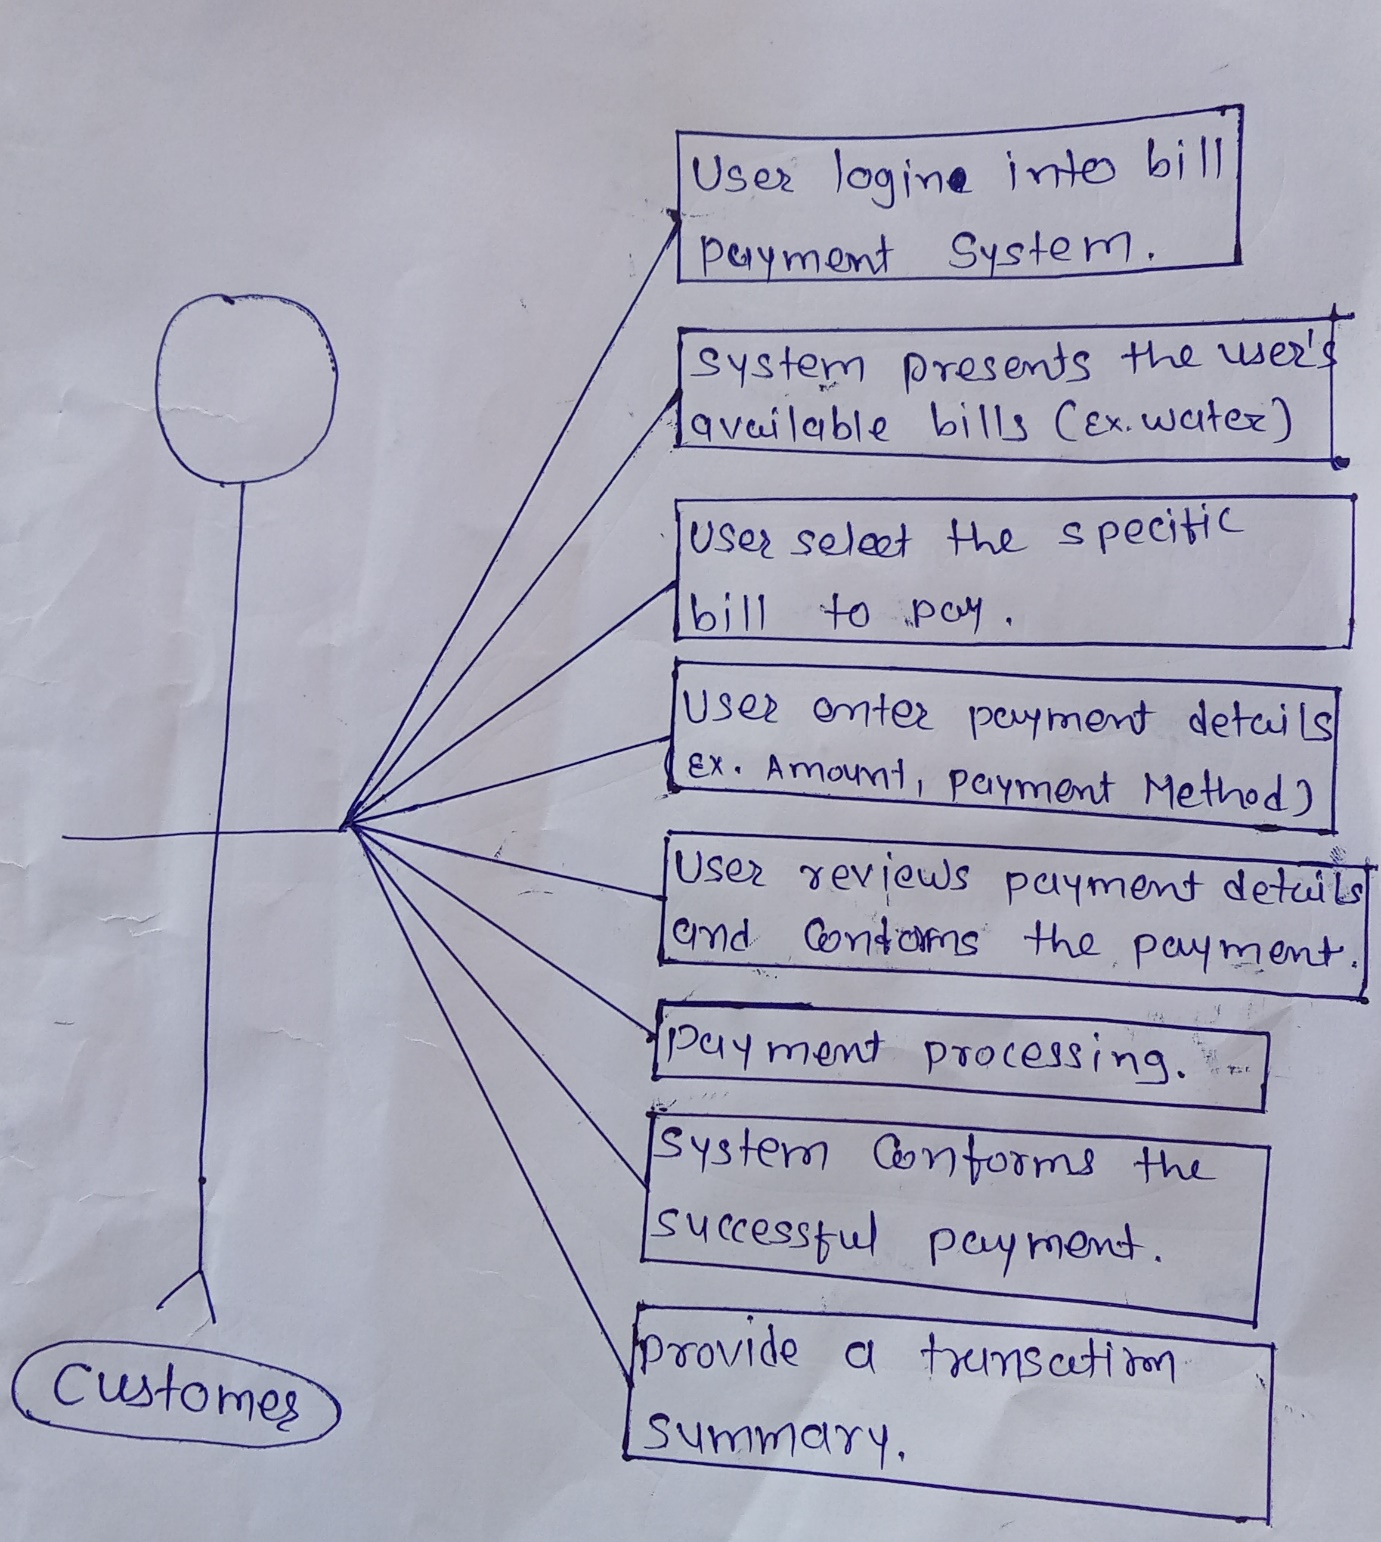 User logine into bill
payment System.
system presents the user's
available bills (Ex. water)
User select the specific
bill to pay.
User enter payment details
Ex. Amount, payment Method)
User reviews payment details
and Conforms the payment.
payment processing.
system Conforms the
successful payment.
provide a transcation
summary.
Customer